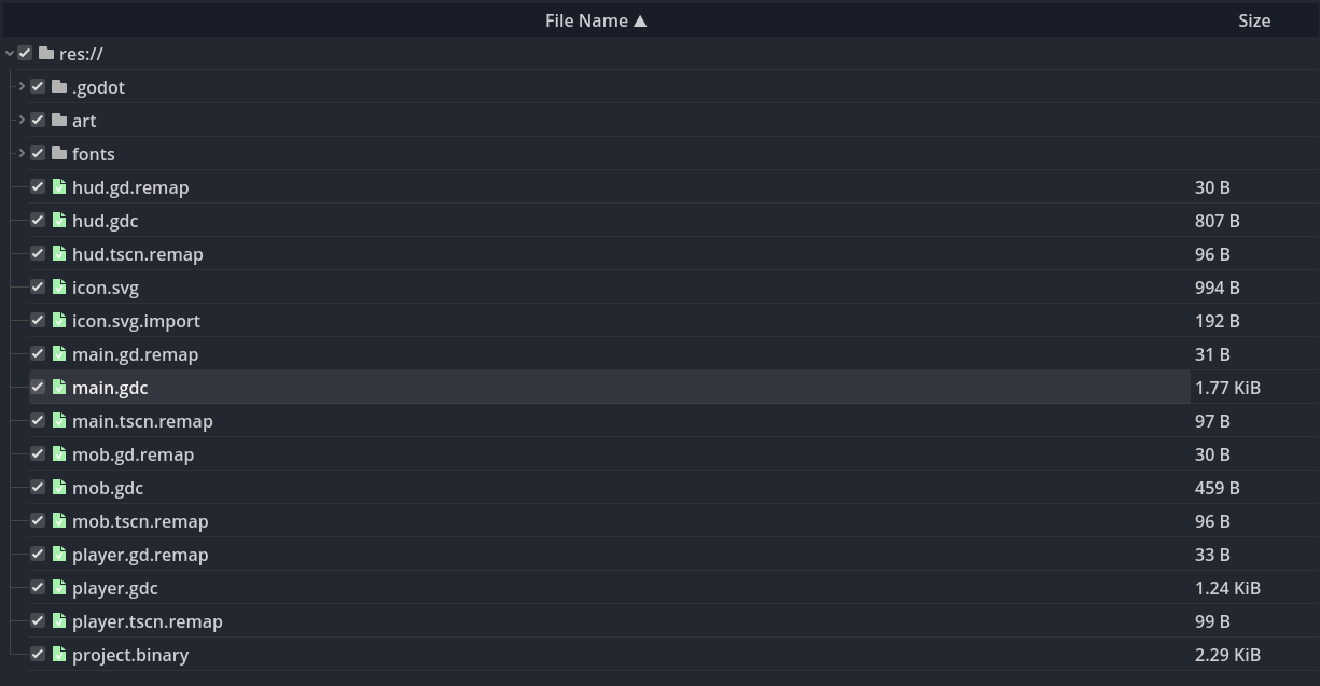 File Name Size
res://
.godot
art
fonts
hud.gd.remap 30 B
hud.gdc 807 B
hud.tscn.remap 96 B
icon.svg 994 B
icon.svg.import 192 B
main.gd.remap 31 B
main.gdc 1.77 KiB
main.tscn.remap 97 B
mob.gd.remap 30 B
mob.gdc 459 B
mob.tscn.remap 96 B
player.gd.remap 33 B
player.gdc 1.24 KiB
player.tscn.remap 99 B
project.binary 2.29 KiB